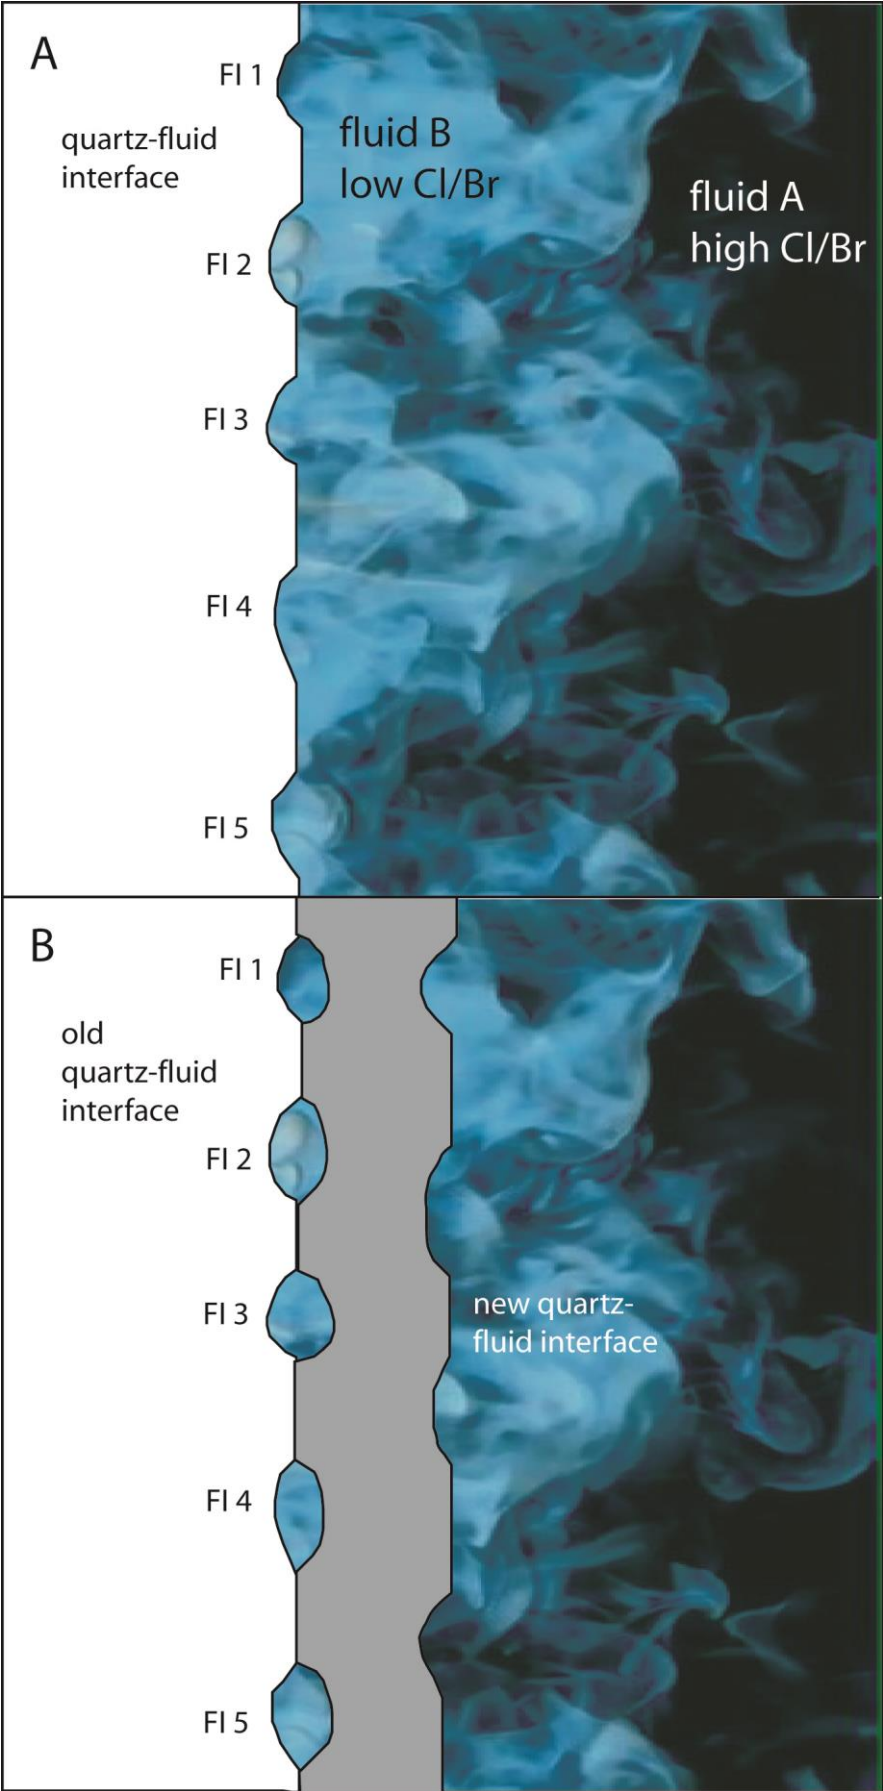 A
FI 1
quartz-fluid
interface
fluid B
low Cl/Br
fluid A
high Cl/Br
FI 2
FI 3
FI 4
FI 5
B
FI 1
old
quartz-fluid
interface
FI 2
FI 3
new quartz-
fluid interface
FI 4
FI 5